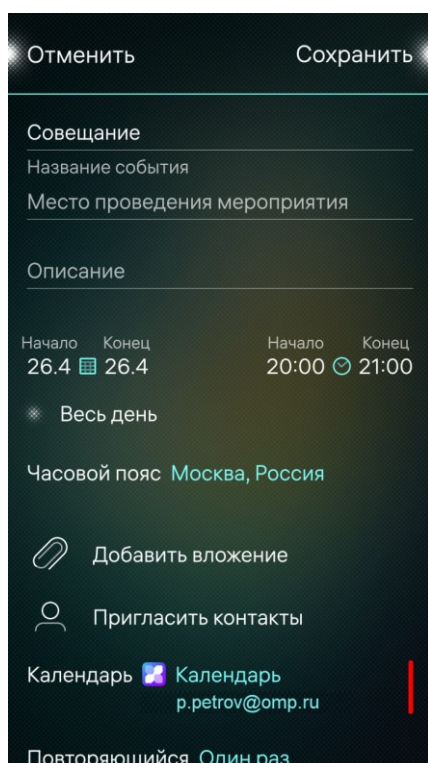 Отменить Сохранить
Совещание
Название события
Место проведения мероприятия
Описание
Начало Конец Начало Конец
26.4 26.4 20:00 21:00
Весь день
Часовой пояс Москва, Россия
Добавить вложение
Пригласить контакты
Календарь Календарь
p.petrov@omp.ru
Повторяющийся Один раз